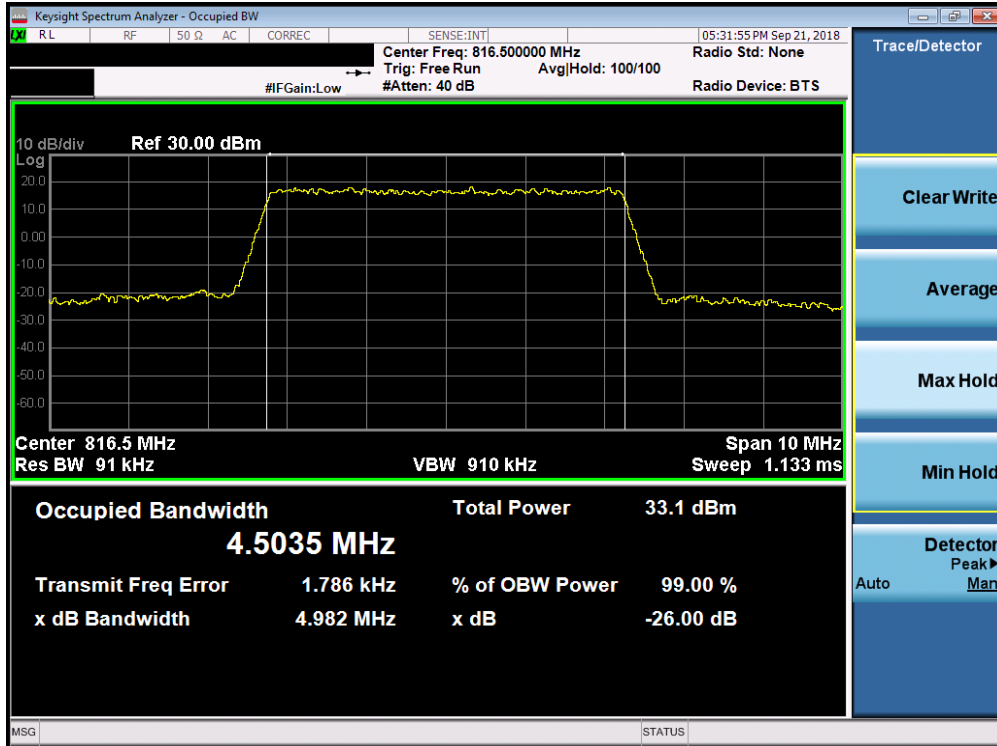 Keysight Spectrum Analyzer - Occupied BW
LXI RL RF 50 Ω AC CORREC SENSE:INT 05:31:55 PM Sep 21, 2018
Center Freq: 816.500000 MHz Radio Std: None
Trig: Free Run Avg|Hold: 100/100
#IFGain:Low #Atten: 40 dB Radio Device: BTS
10 dB/div Ref 30.00 dBm
Log
20.0
10.0
0.00
-10.0
-20.0
-30.0
-40.0
-50.0
-60.0
Center 816.5 MHz Span 10 MHz
Res BW 91 kHz VBW 910 kHz Sweep 1.133 ms
Occupied Bandwidth Total Power 33.1 dBm
4.5035 MHz
Transmit Freq Error 1.786 kHz % of OBW Power 99.00 %
x dB Bandwidth 4.982 MHz x dB -26.00 dB
MSG STATUS
Trace/Detector
Clear Write
Average
Max Hold
Min Hold
Detector
Peak▶
Auto Man